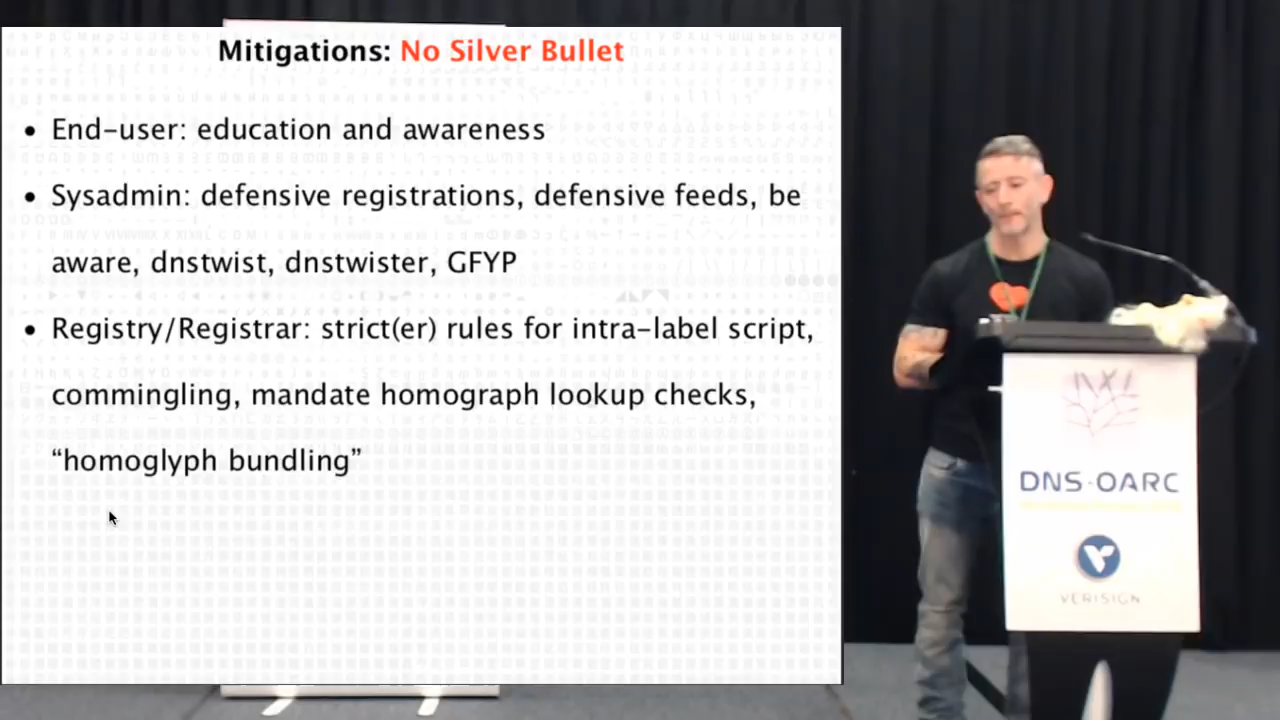 Mitigations: No Silver Bullet
• End-user: education and awareness
• Sysadmin: defensive registrations, defensive feeds, be
aware, dnstwist, dnstwister, GFYP
• Registry/Registrar: strict(er) rules for intra-label script,
commingling, mandate homograph lookup checks,
“homoglyph bundling”
DNS-OARC
VERISIGN